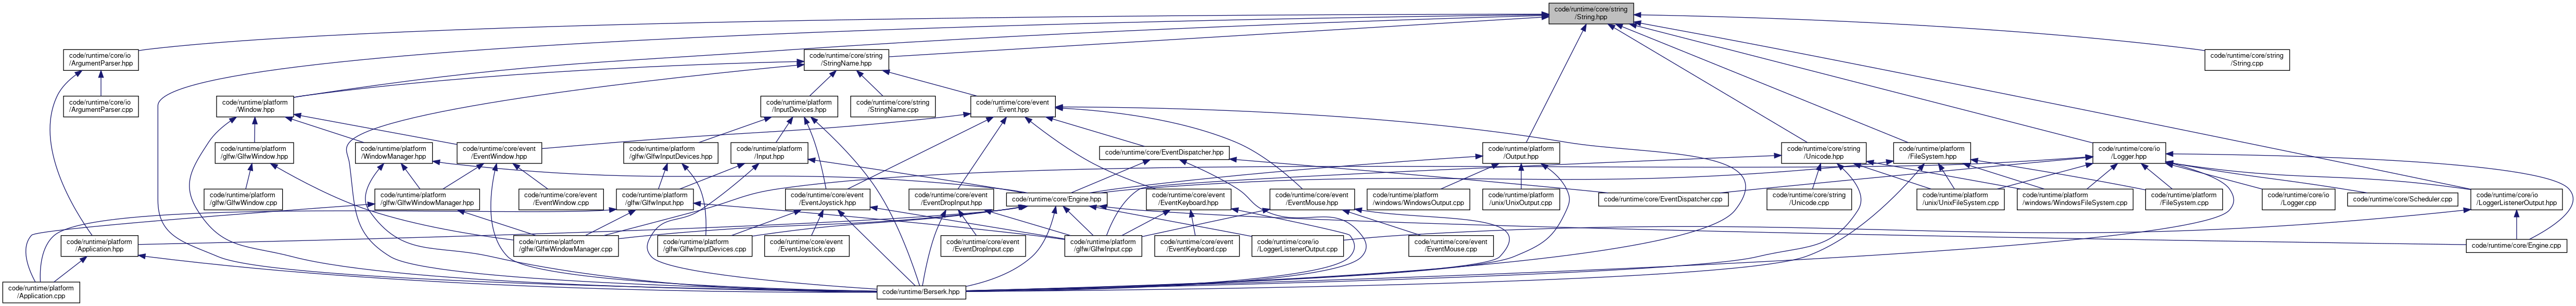 code/runtime/core/string
/String.hpp
code/runtime/core/io
/ArgumentParser.hpp
code/runtime/core/string
/StringName.hpp
code/runtime/core/string
/String.cpp
code/runtime/core/io
/ArgumentParser.cpp
code/runtime/platform
/Window.hpp
code/runtime/platform
/InputDevices.hpp
code/runtime/core/string
/StringName.cpp
code/runtime/core/event
/Event.hpp
code/runtime/platform
/glfw/GlfwWindow.hpp
code/runtime/platform
/WindowManager.hpp
code/runtime/core/event
/EventWindow.hpp
code/runtime/platform
/glfw/GlfwInputDevices.hpp
code/runtime/platform
/Input.hpp
code/runtime/core/EventDispatcher.hpp
code/runtime/platform
/Output.hpp
code/runtime/core/string
/Unicode.hpp
code/runtime/platform
/FileSystem.hpp
code/runtime/core/io
/Logger.hpp
code/runtime/platform
/glfw/GlfwWindow.cpp
code/runtime/platform
/glfw/GlfwWindowManager.hpp
code/runtime/core/event
/EventWindow.cpp
code/runtime/platform
/glfw/GlfwInput.hpp
code/runtime/core/event
/EventJoystick.hpp
code/runtime/core/event
/EventDropInput.hpp
code/runtime/core/Engine.hpp
code/runtime/core/event
/EventKeyboard.hpp
code/runtime/core/event
/EventMouse.hpp
code/runtime/platform
/windows/WindowsOutput.cpp
code/runtime/platform
/unix/UnixOutput.cpp
code/runtime/core/EventDispatcher.cpp
code/runtime/core/string
/Unicode.cpp
code/runtime/platform
/unix/UnixFileSystem.cpp
code/runtime/platform
/windows/WindowsFileSystem.cpp
code/runtime/platform
/FileSystem.cpp
code/runtime/core/io
/Logger.cpp
code/runtime/core/Scheduler.cpp
code/runtime/core/io
/LoggerListenerOutput.hpp
code/runtime/platform
/Application.hpp
code/runtime/platform
/glfw/GlfwWindowManager.cpp
code/runtime/platform
/glfw/GlfwInputDevices.cpp
code/runtime/core/event
/EventJoystick.cpp
code/runtime/core/event
/EventDropInput.cpp
code/runtime/platform
/glfw/GlfwInput.cpp
code/runtime/core/event
/EventKeyboard.cpp
code/runtime/core/io
/LoggerListenerOutput.cpp
code/runtime/core/event
/EventMouse.cpp
code/runtime/core/Engine.cpp
code/runtime/platform
/Application.cpp
code/runtime/Berserk.hpp